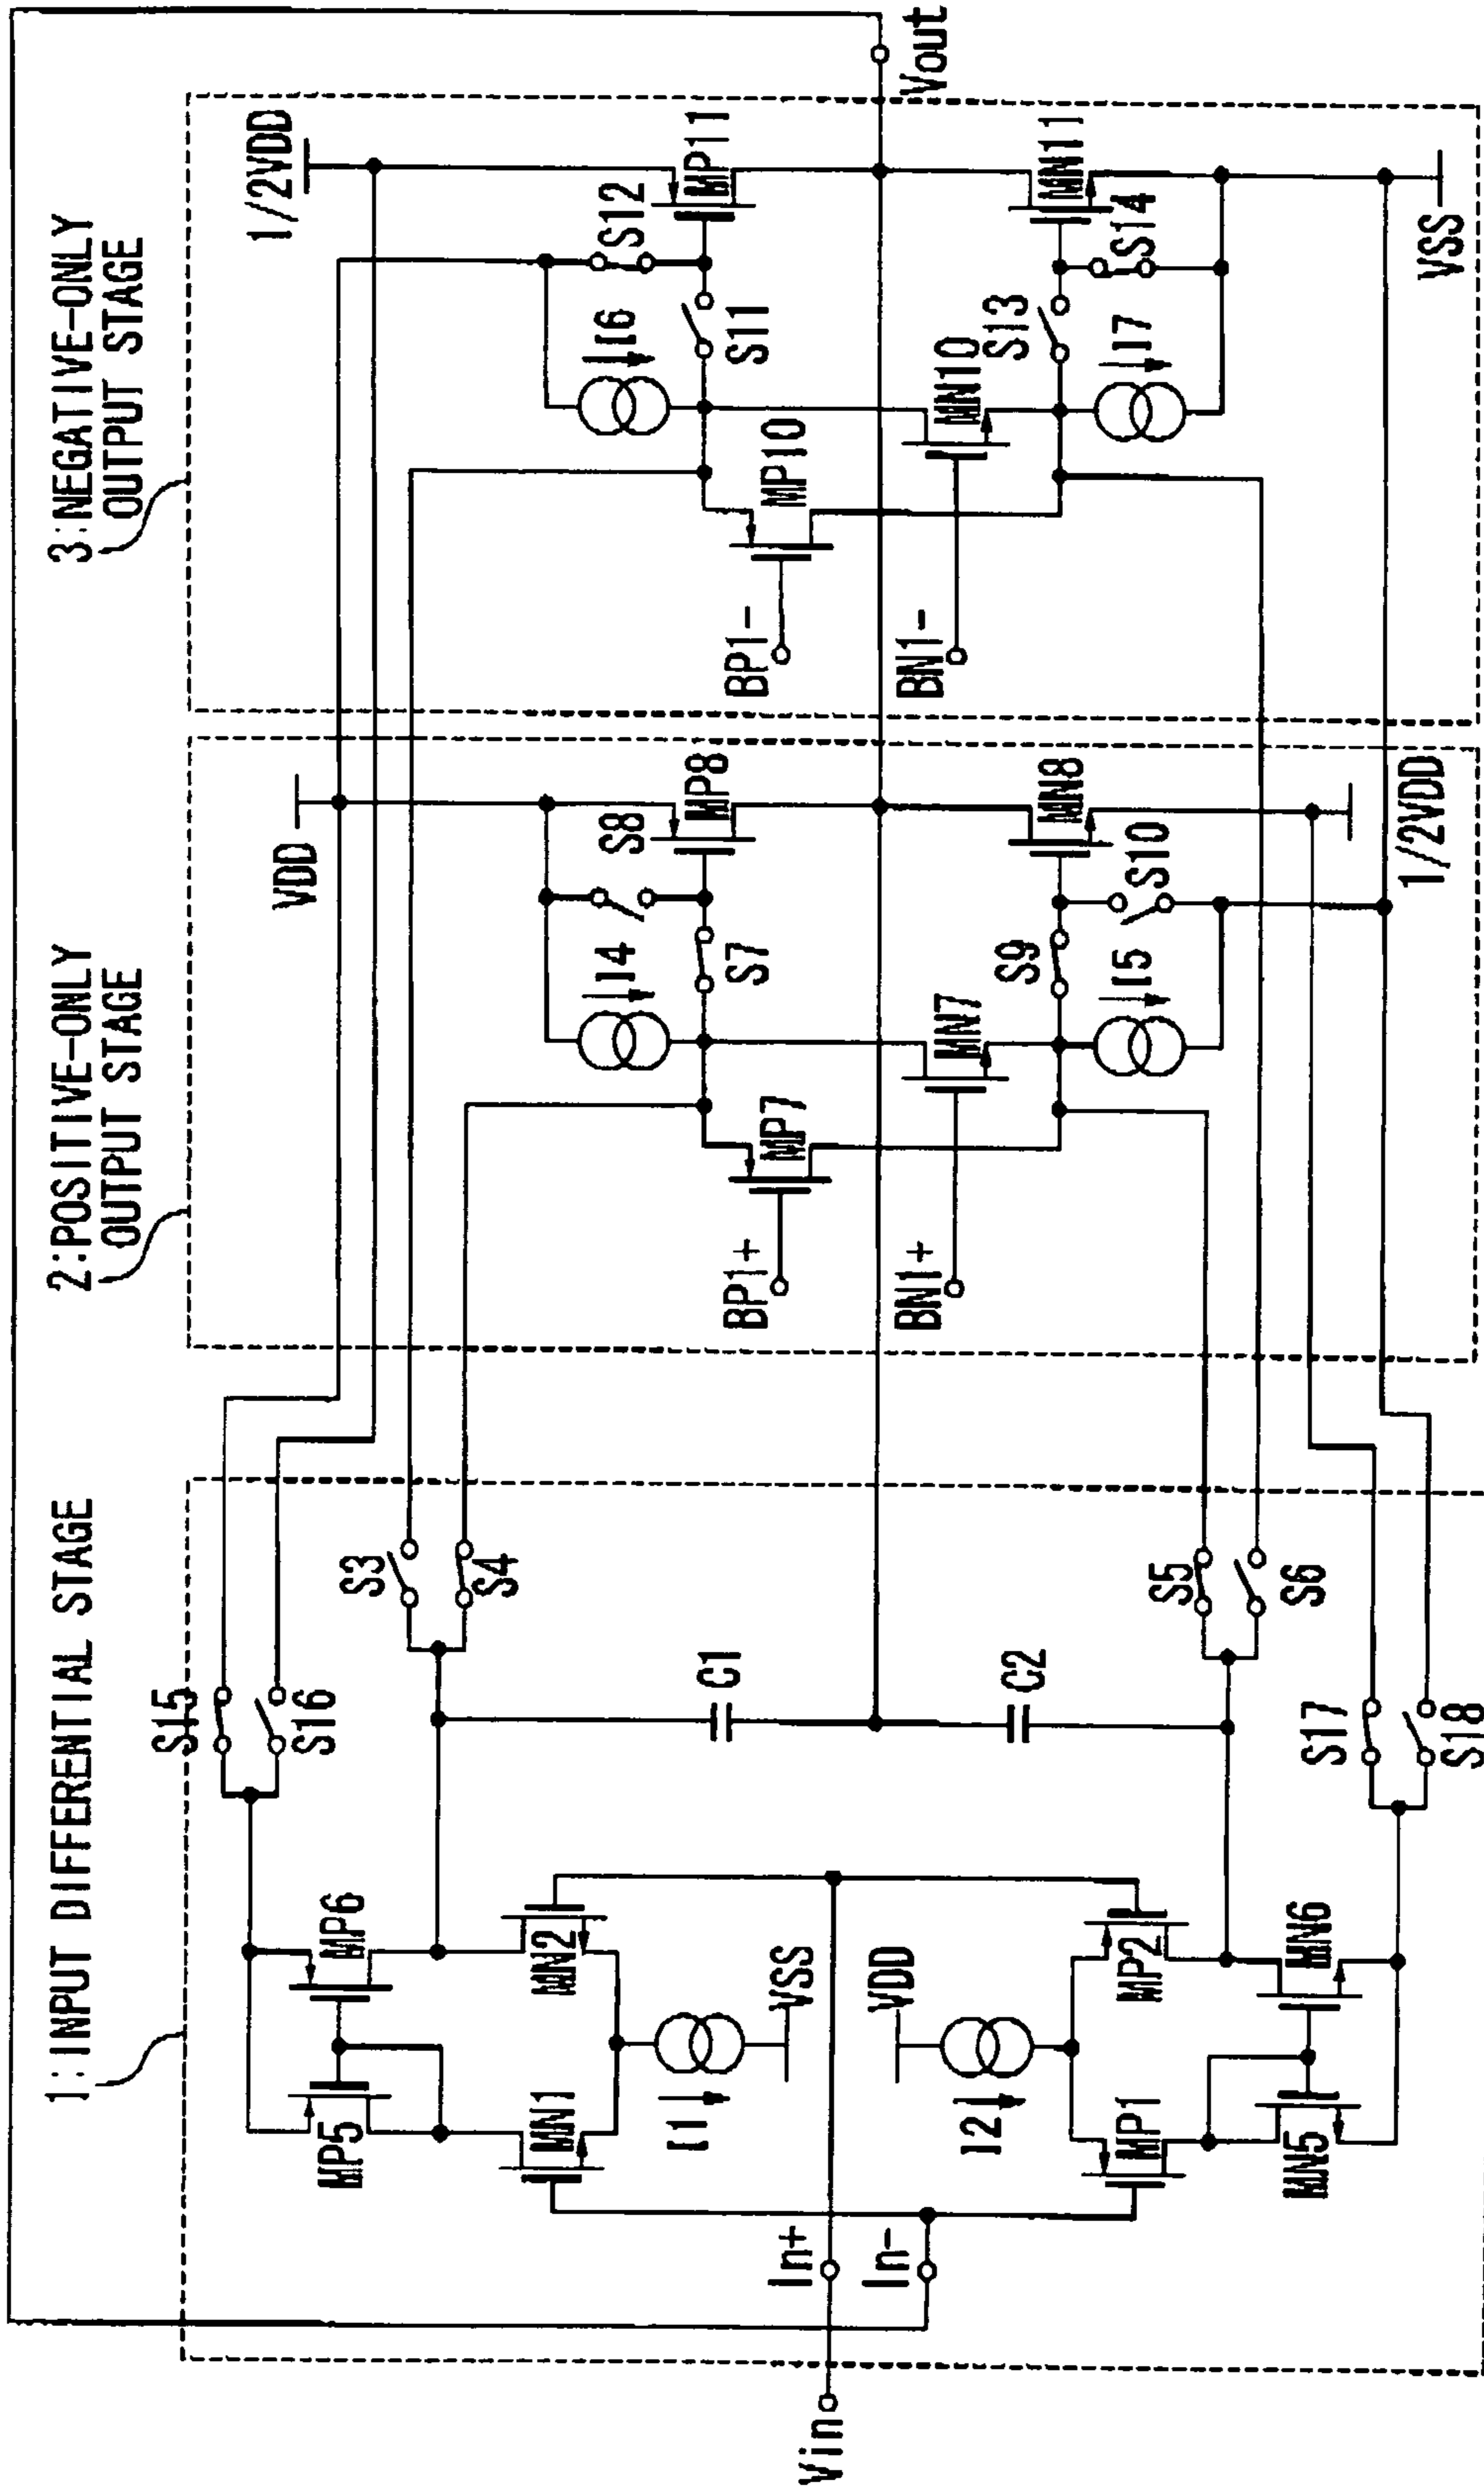 1:INPUT DIFFERENTIAL STAGE
2:POSITIVE-ONLY
OUTPUT STAGE
3:NEGATIVE-ONLY
OUTPUT STAGE
S15
S16
VDD
1/2VDD
MP5
MP6
S3
S4
I4
S8
MP8
S7
I6
S12
MP11
S11
MN1
MN2
I1
VSS
C1
BP1+
MP7
BP1-
MP10
In+
In-
Vin
Vout
VDD
I2
C2
BN1+
MN7
S9
MN8
BN1-
MN10
S13
MN11
MP1
MP2
S5
S6
I5
S10
I7
S14
MN5
MN6
S17
S18
1/2VDD
VSS